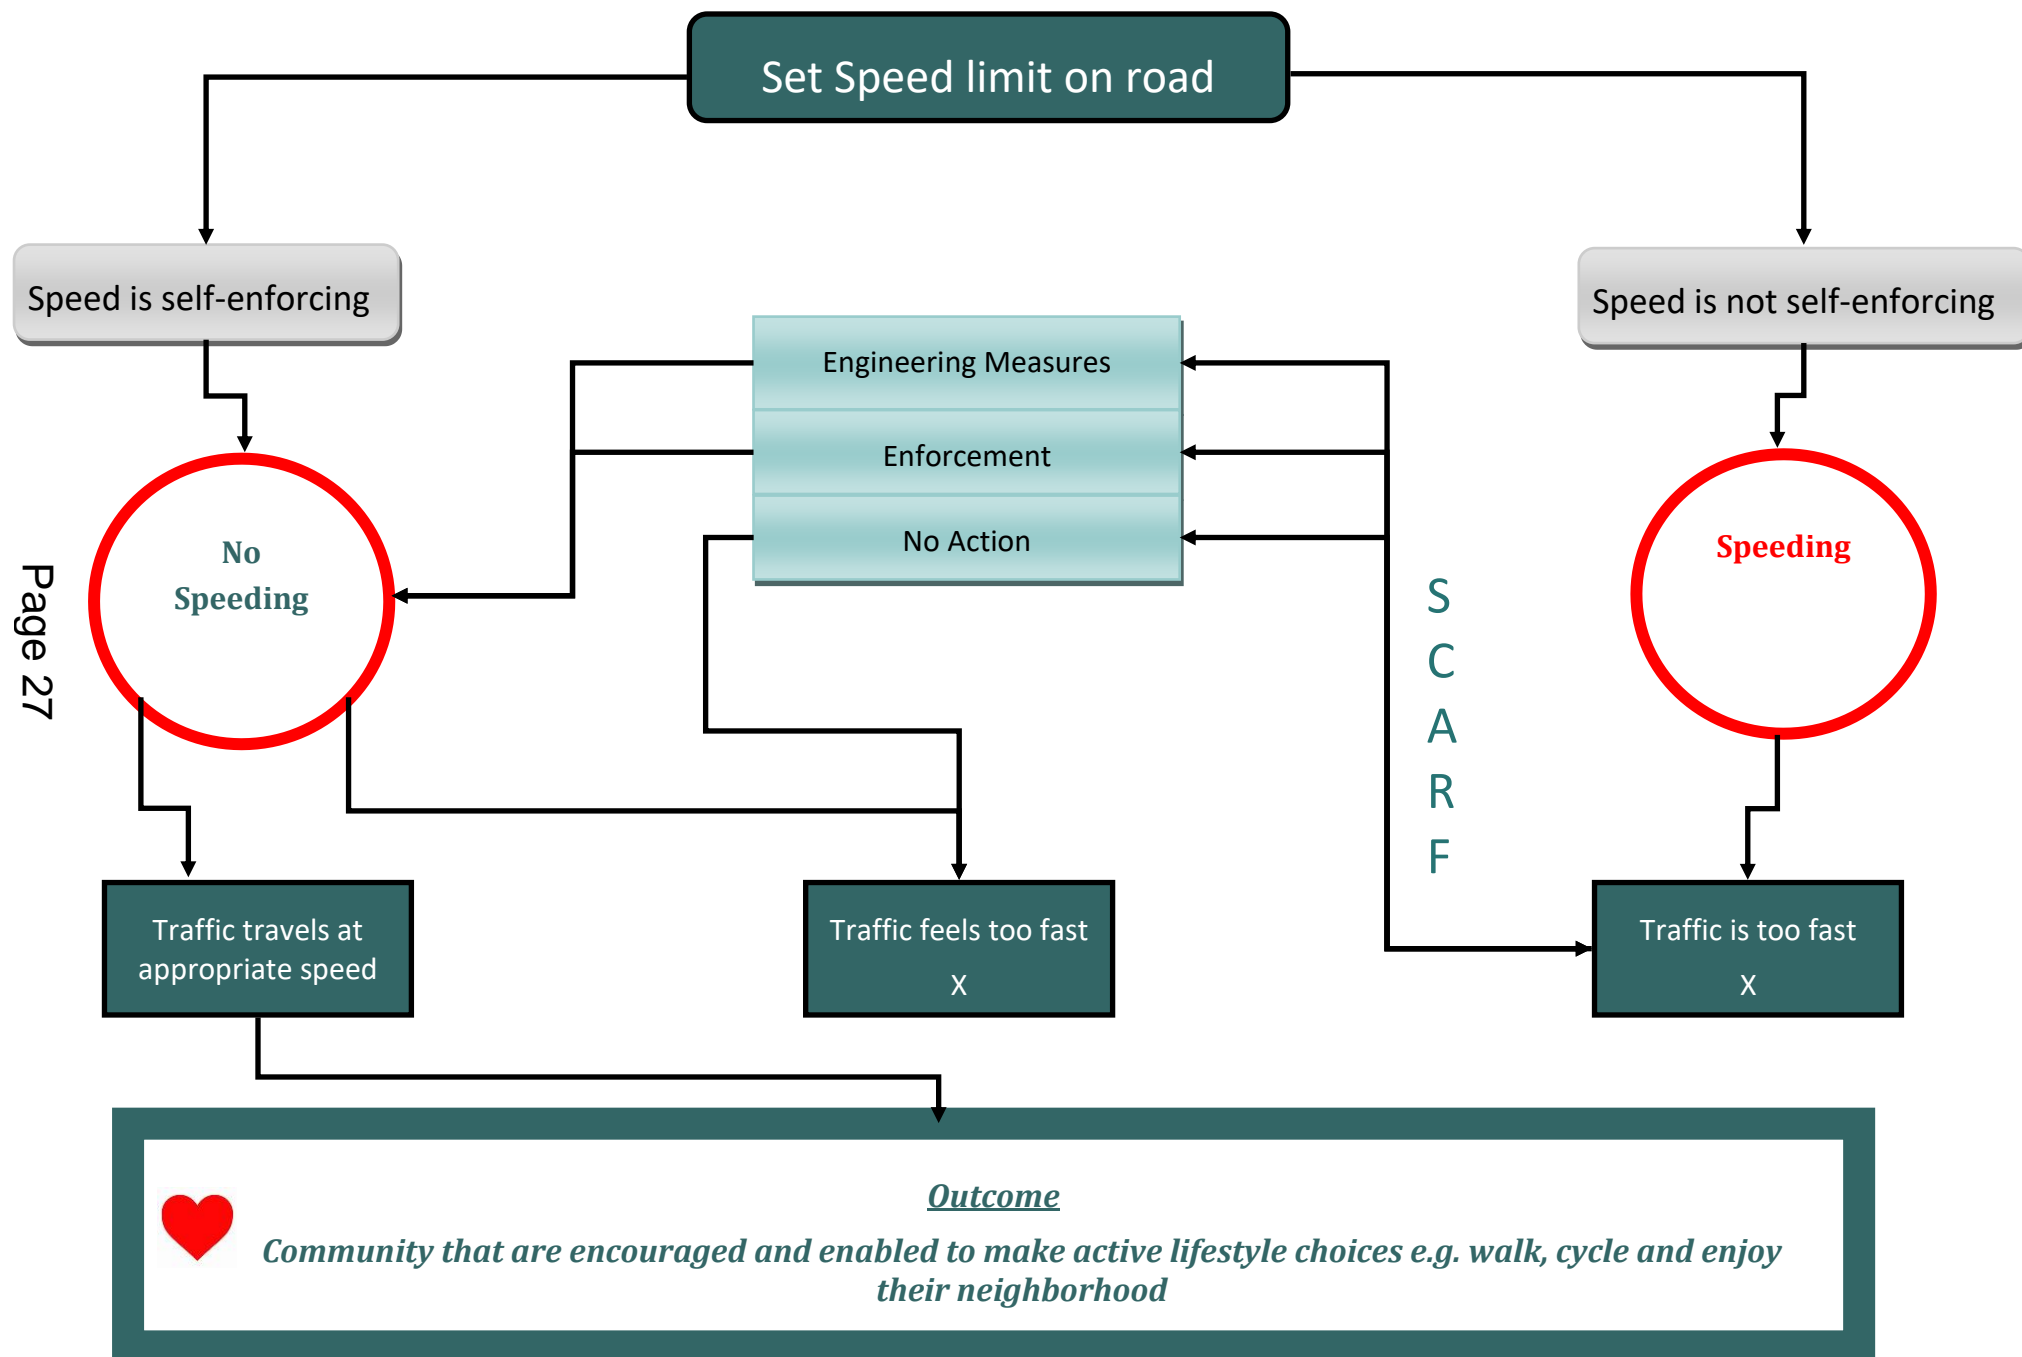 Set Speed limit on road
Speed is self-enforcing
Speed is not self-enforcing
Engineering Measures
Enforcement
No Action
No
Speeding
Speeding
S
C
A
R
F
Page 27
Traffic travels at
appropriate speed
Traffic feels too fast
X
Traffic is too fast
X
Outcome
Community that are encouraged and enabled to make active lifestyle choices e.g. walk, cycle and enjoy
their neighborhood